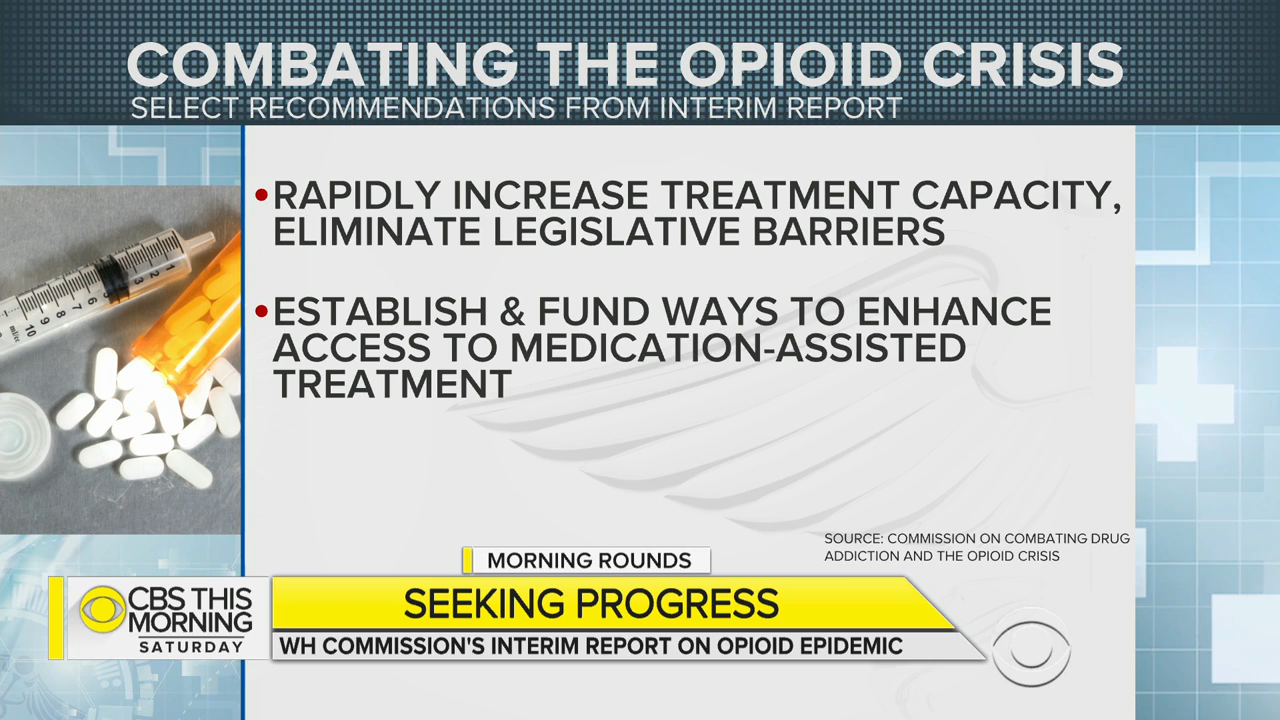 COMBATING THE OPIOID CRISIS
SELECT RECOMMENDATIONS FROM INTERIM REPORT
•RAPIDLY INCREASE TREATMENT CAPACITY,
ELIMINATE LEGISLATIVE BARRIERS
•ESTABLISH & FUND WAYS TO ENHANCE
ACCESS TO MEDICATION-ASSISTED
TREATMENT
SOURCE: COMMISSION ON COMBATING DRUG
ADDICTION AND THE OPIOID CRISIS
MORNING ROUNDS
CBS THIS
MORNING
SATURDAY
SEEKING PROGRESS
WH COMMISSION'S INTERIM REPORT ON OPIOID EPIDEMIC